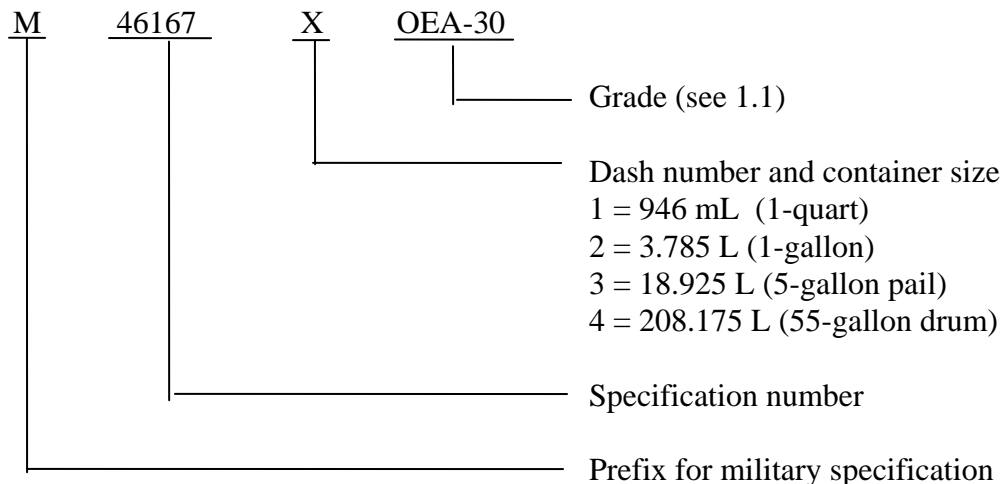 M 46167 X OEA-30
Grade (see 1.1)
Dash number and container size
1 = 946 mL (1-quart)
2 = 3.785 L (1-gallon)
3 = 18.925 L (5-gallon pail)
4 = 208.175 L (55-gallon drum)
Specification number
Prefix for military specification